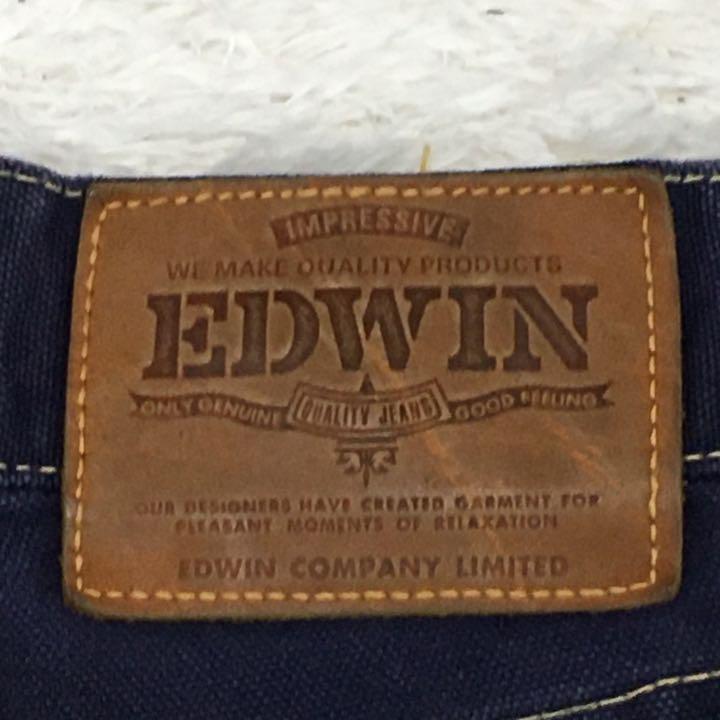 IMPRESSIVE
WE MAKE QUALITY PRODUCTS
EDWIN
ONLY GENUINE QUALITY JEANS GOOD FEELING
OUR DESIGNERS HAVE CREATED GARMENT FOR
PLEASANT MOMENTS OF RELAXATION
EDWIN COMPANY LIMITED